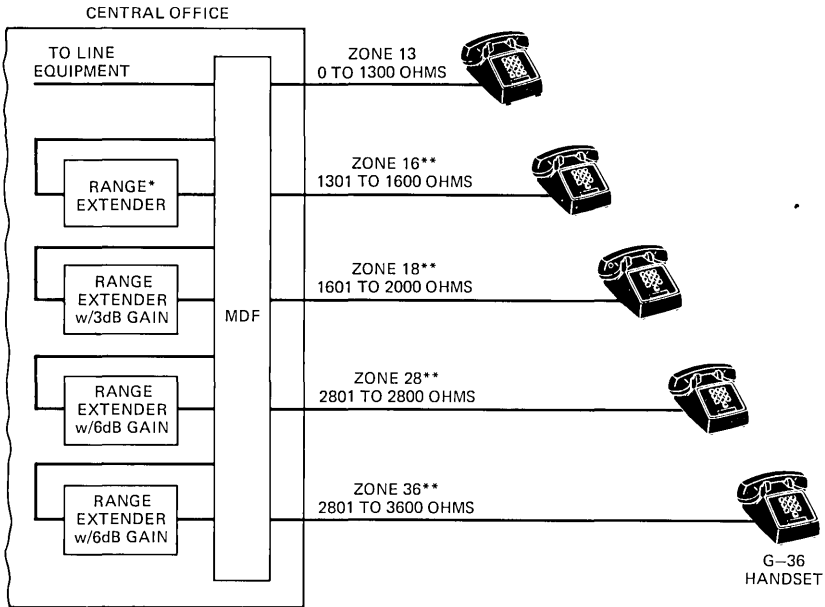 CENTRAL OFFICE
TO LINE
EQUIPMENT
ZONE 13
0 TO 1300 OHMS
RANGE*
EXTENDER
ZONE 16**
1301 TO 1600 OHMS
RANGE
EXTENDER
w/3dB GAIN
MDF
ZONE 18**
1601 TO 2000 OHMS
RANGE
EXTENDER
w/6dB GAIN
ZONE 28**
2801 TO 2800 OHMS
RANGE
EXTENDER
w/6dB GAIN
ZONE 36**
2801 TO 3600 OHMS
G-36
HANDSET